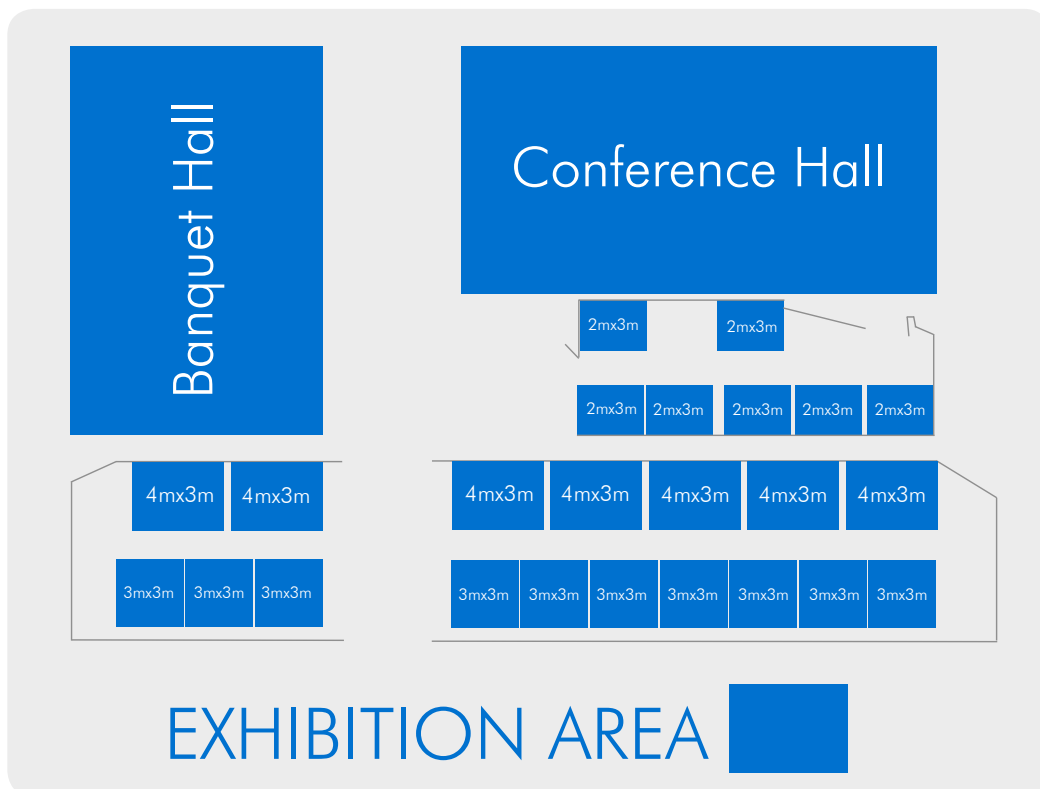 Banquet Hall
Conference Hall
2mx3m 2mx3m
2mx3m 2mx3m 2mx3m 2mx3m 2mx3m
4mx3m 4mx3m 4mx3m 4mx3m 4mx3m 4mx3m 4mx3m
3mx3m 3mx3m 3mx3m 3mx3m 3mx3m 3mx3m 3mx3m 3mx3m 3mx3m 3mx3m
EXHIBITION AREA